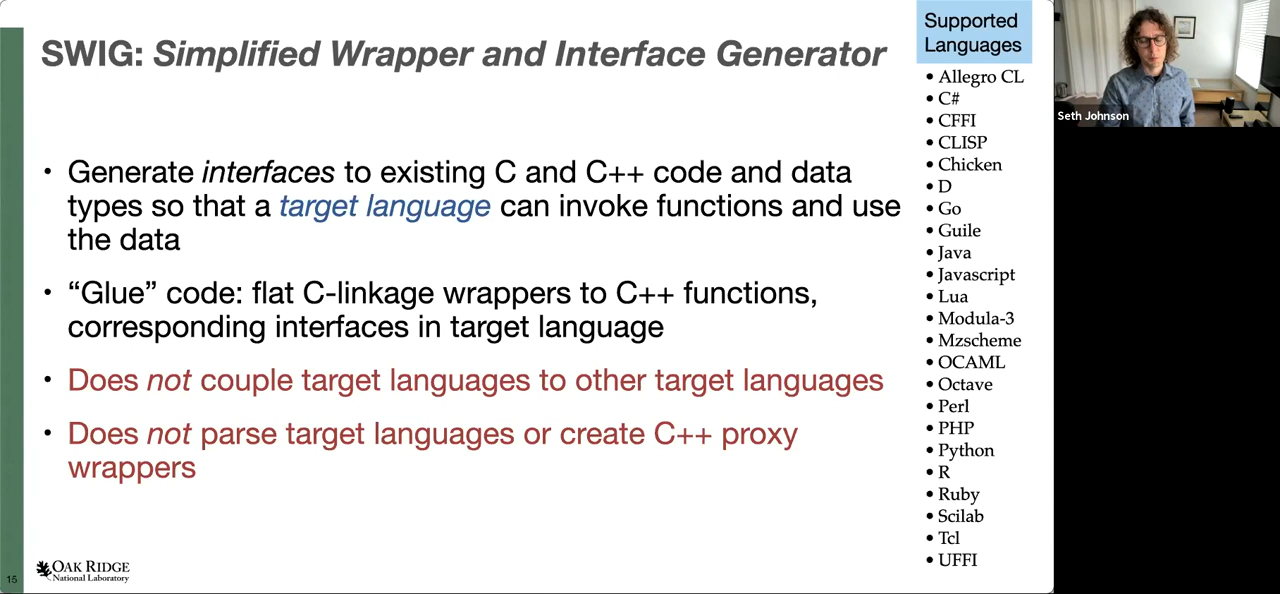 SWIG: Simplified Wrapper and Interface Generator
• Generate interfaces to existing C and C++ code and data
types so that a target language can invoke functions and use
the data
• “Glue” code: flat C-linkage wrappers to C++ functions,
corresponding interfaces in target language
• Does not couple target languages to other target languages
• Does not parse target languages or create C++ proxy
wrappers
15
OAK RIDGE
National Laboratory
Supported
Languages
• Allegro CL
• C#
• CFFI
• CLISP
• Chicken
• D
• Go
• Guile
• Java
• Javascript
• Lua
• Modula-3
• Mzscheme
• OCAML
• Octave
• Perl
• PHP
• Python
• R
• Ruby
• Scilab
• Tcl
• UFFI
Seth Johnson